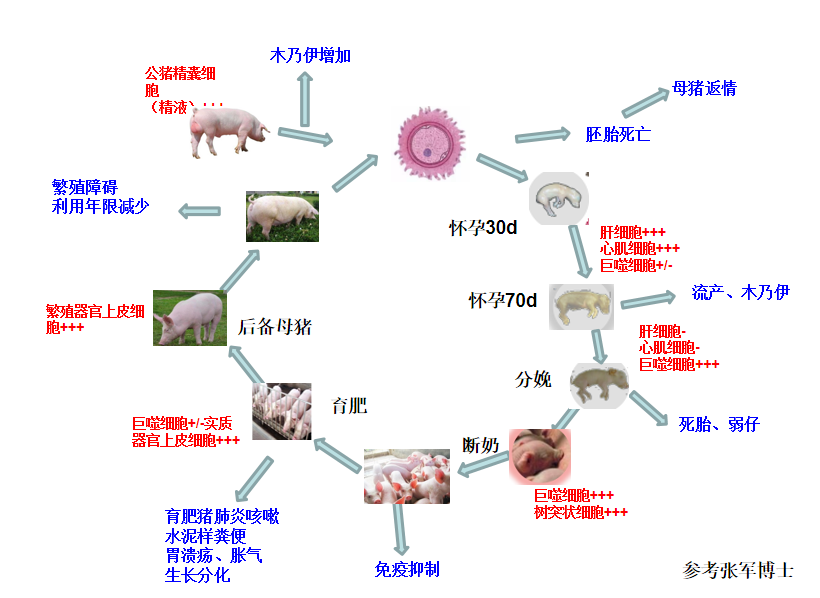 木乃伊增加
公猪精囊细
胞
（精液）+++
母猪返情
胚胎死亡
繁殖障碍
利用年限减少
怀孕30d
肝细胞+++
心肌细胞+++
巨噬细胞+/-
怀孕70d
流产、木乃伊
繁殖器官上皮细
胞+++
后备母猪
肝细胞-
心肌细胞-
巨噬细胞+++
分娩
育肥
死胎、弱仔
巨噬细胞+/-实质
器官上皮细胞+++
断奶
巨噬细胞+++
树突状细胞+++
育肥猪肺炎咳嗽
水泥样粪便
胃溃疡、胀气
生长分化
免疫抑制
参考张军博士